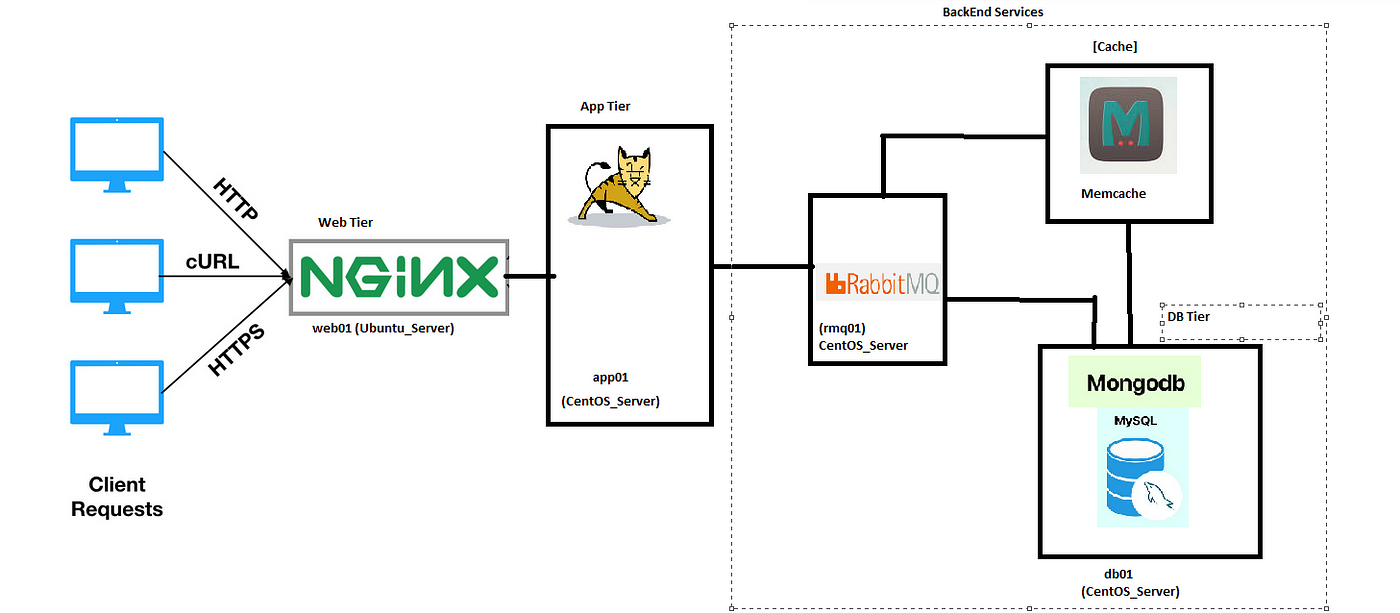 BackEnd Services
[Cache]
App Tier
HTTP
Memcache
Web Tier
cURL
NGiNX
RabbitMQ
web01 (Ubuntu_Server)
DB Tier
(rmq01)
CentOS_Server
HTTPS
app01
(CentOS_Server)
Mongodb
MySQL
Client
Requests
db01
(CentOS_Server)